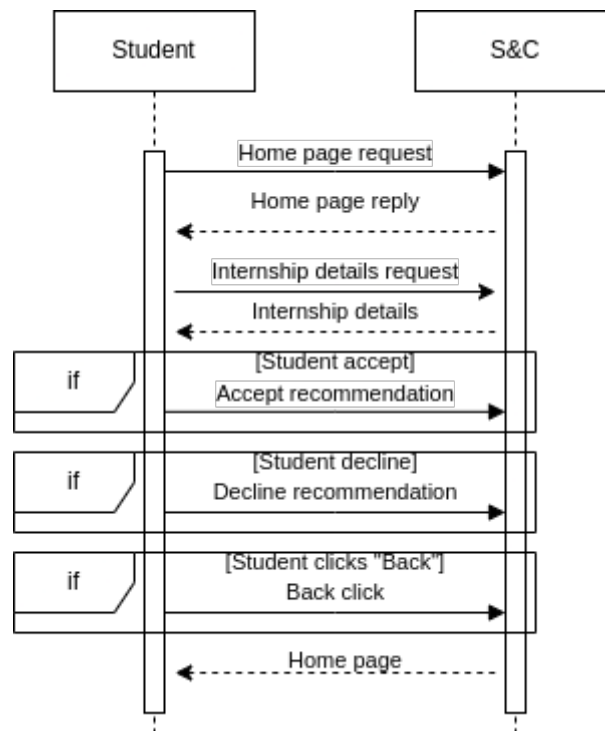 Student
S&C
Home page request
Home page reply
Internship details request
Internship details
if
[Student accept]
Accept recommendation
if
[Student decline]
Decline recommendation
if
[Student clicks "Back"]
Back click
Home page